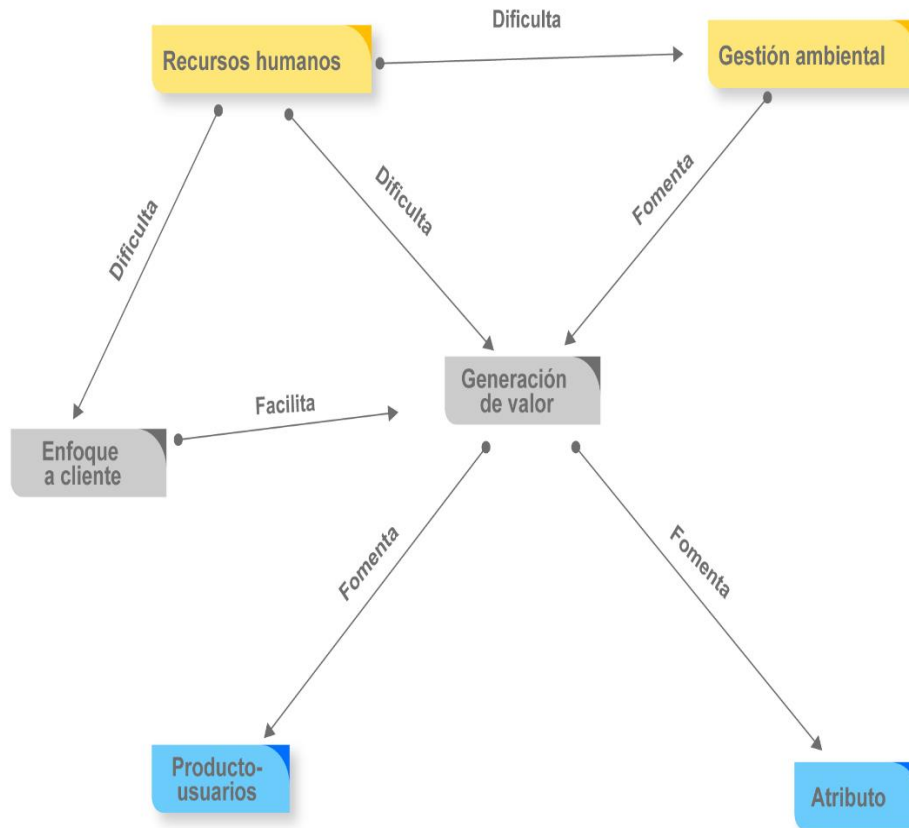 Dificulta
Recursos humanos
Gestión ambiental
Dificulta
Dificulta
Fomenta
Generación
de valor
Facilita
Enfoque
a cliente
Fomenta
Fomenta
Producto-
usuarios
Atributo